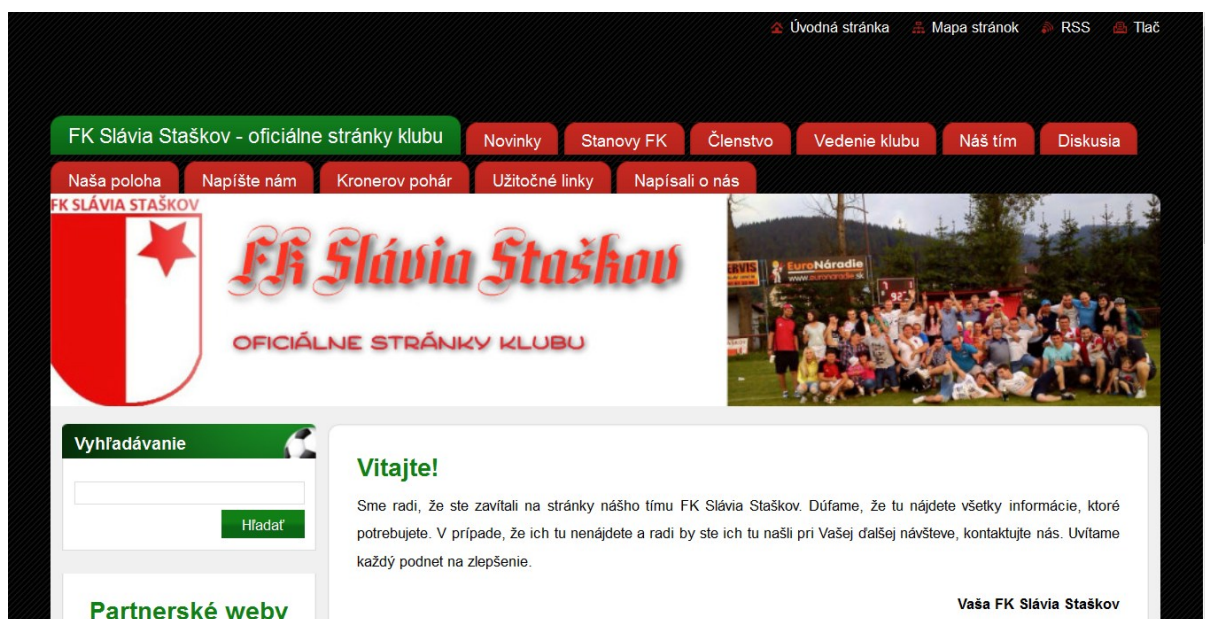 Úvodná stránka Mapa stránok RSS Tlač
FK Slávia Staškov - oficiálne stránky klubu Novinky Stanovy FK Členstvo Vedenie klubu Náš tím Diskusia
Naša poloha Napíšte nám Kronerov pohár Užitočné linky Napísali o nás
FK SLÁVIA STAŠKOV
FK Slávia Staškov
OFICIÁLNE STRÁNKY KLUBU
EuroNáradie
www.euronaradie.sk
92
Vyhľadávanie
Hľadať
Partnerské weby
Vitajte!
Sme radi, že ste zavítali na stránky nášho tímu FK Slávia Staškov. Dúfame, že tu nájdete všetky informácie, ktoré
potrebujete. V prípade, že ich tu nenájdete a radi by ste ich tu našli pri Vašej ďalšej návšteve, kontaktujte nás. Uvítame
každý podnet na zlepšenie.
Vaša FK Slávia Staškov